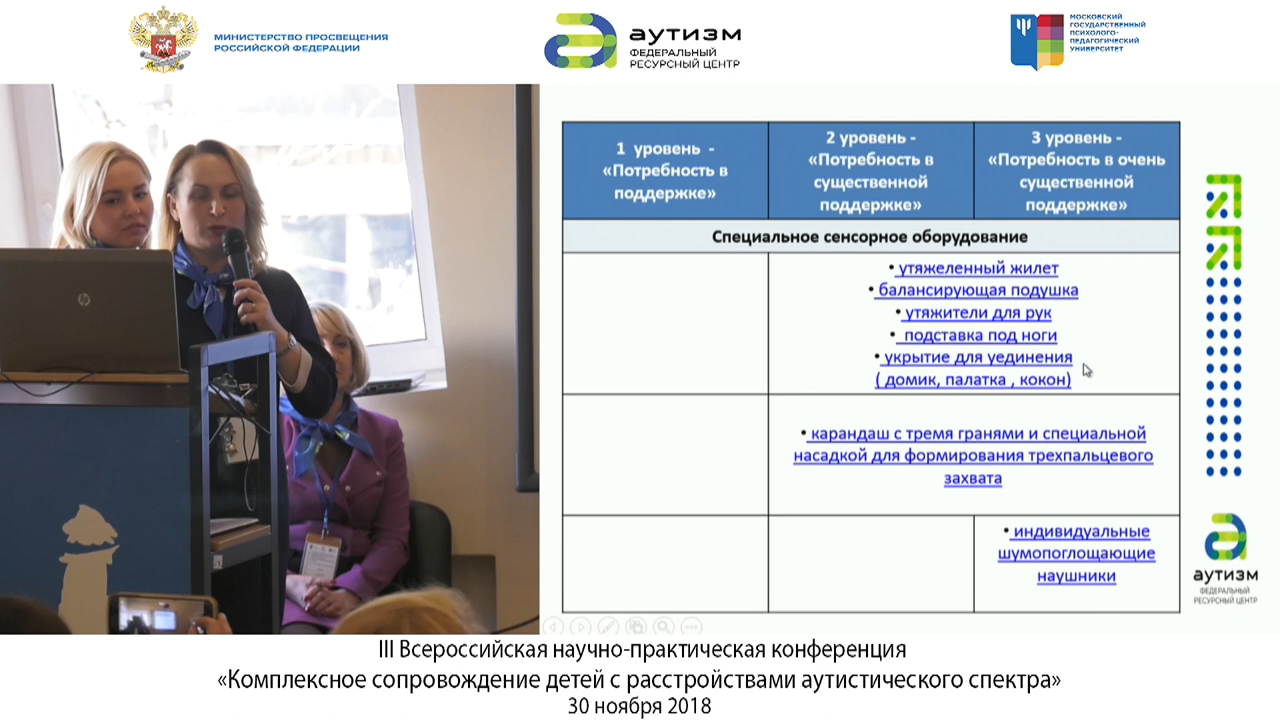 МИНИСТЕРСТВО ПРОСВЕЩЕНИЯ
РОССИЙСКОЙ ФЕДЕРАЦИИ
аутизм
ФЕДЕРАЛЬНЫЙ
РЕСУРСНЫЙ ЦЕНТР
МОСКОВСКИЙ
ГОСУДАРСТВЕННЫЙ
ПСИХОЛОГО-
ПЕДАГОГИЧЕСКИЙ
УНИВЕРСИТЕТ
1 уровень -
«Потребность в
поддержке»
2 уровень -
«Потребность в
существенной
поддержке»
3 уровень -
«Потребность в очень
существенной
поддержке»
Специальное сенсорное оборудование
• утяжеленный жилет
• балансирующая подушка
• утяжители для рук
• подставка под ноги
• укрытие для уединения
( домик, палатка , кокон)
• карандаш с тремя гранями и специальной
насадкой для формирования трехпальцевого
захвата
• индивидуальные
шумопоглощающие
наушники
аутизм
ФЕДЕРАЛЬНЫЙ
РЕСУРСНЫЙ ЦЕНТР
hp
III Всероссийская научно-практическая конференция
«Комплексное сопровождение детей с расстройствами аутистического спектра»
30 ноября 2018